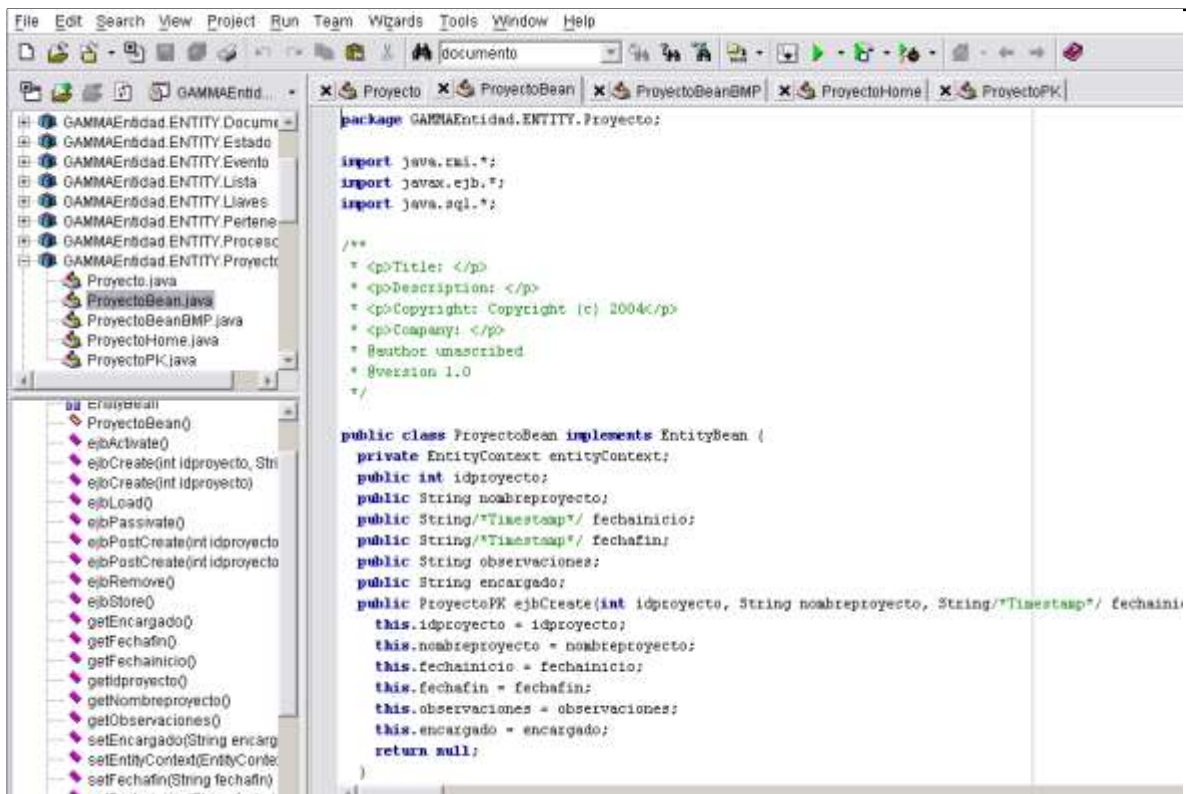 File Edit Search View Project Run Team Wizards Tools Window Help
documento
GAMMAEntid...
Proyecto ProyectoBean ProyectoBeanBMP ProyectoHome ProyectoPK
GAMMAEntidad.ENTITY.Docume
GAMMAEntidad.ENTITY.Estado
GAMMAEntidad.ENTITY.Evento
GAMMAEntidad.ENTITY.Lista
GAMMAEntidad.ENTITY.Llaves
GAMMAEntidad.ENTITY.Pertene
GAMMAEntidad.ENTITY.Proceso
GAMMAEntidad.ENTITY.Proyecto
Proyecto.java
ProyectoBean.java
ProyectoBeanBMP.java
ProyectoHome.java
ProyectoPK.java
EntityBean
ProyectoBean()
ejbActivate()
ejbCreate(int idproyecto, Stri
ejbCreate(int idproyecto)
ejbLoad()
ejbPassivate()
ejbPostCreate(int idproyecto
ejbPostCreate(int idproyecto
ejbRemove()
ejbStore()
getEncargado()
getFechafin()
getFechainicio()
getIdproyecto()
getNombreproyecto()
getObservaciones()
setEncargado(String encarg
setEntityContext(EntityConte
setFechafin(String fechafin)
package GAMMAEntidad.ENTITY.Proyecto;
import java.rmi.*;
import javax.ejb.*;
import java.sql.*;
/**
* <p>Title: </p>
* <p>Description: </p>
* <p>Copyright: Copyright (c) 2004</p>
* <p>Company: </p>
* @author unascribed
* @version 1.0
*/
public class ProyectoBean implements EntityBean {
private EntityContext entityContext;
public int idproyecto;
public String nombreproyecto;
public String/*Timestamp*/ fechainicio;
public String/*Timestamp*/ fechafin;
public String observaciones;
public String encargado;
public ProyectoPK ejbCreate(int idproyecto, String nombreproyecto, String/*Timestamp*/ fechaini
this.idproyecto = idproyecto;
this.nombreproyecto = nombreproyecto;
this.fechainicio = fechainicio;
this.fechafin = fechafin;
this.observaciones = observaciones;
this.encargado = encargado;
return null;
}